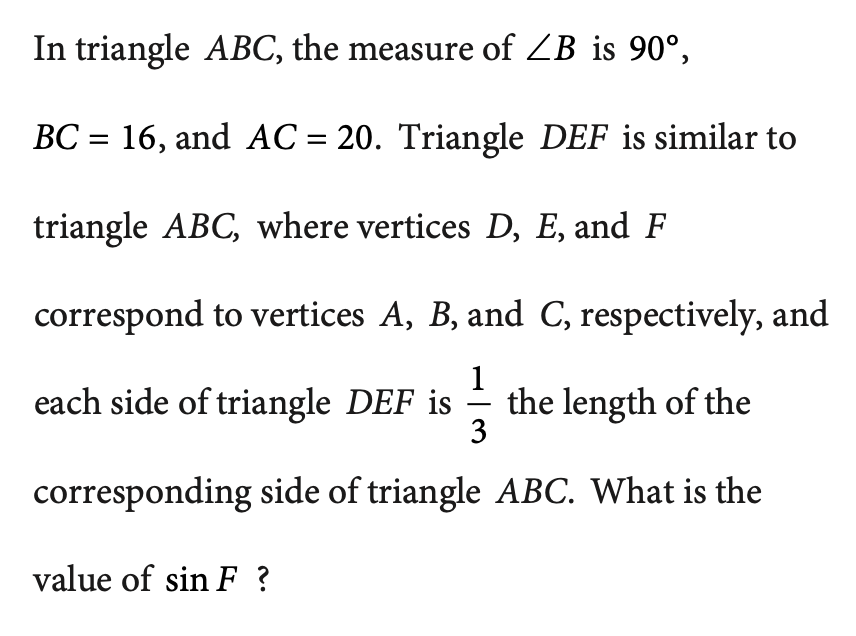 In triangle ABC, the measure of ∠B is 90°,
BC = 16, and AC = 20. Triangle DEF is similar to
triangle ABC, where vertices D, E, and F
correspond to vertices A, B, and C, respectively, and
each side of triangle DEF is 1/3 the length of the
corresponding side of triangle ABC. What is the
value of sin F ?